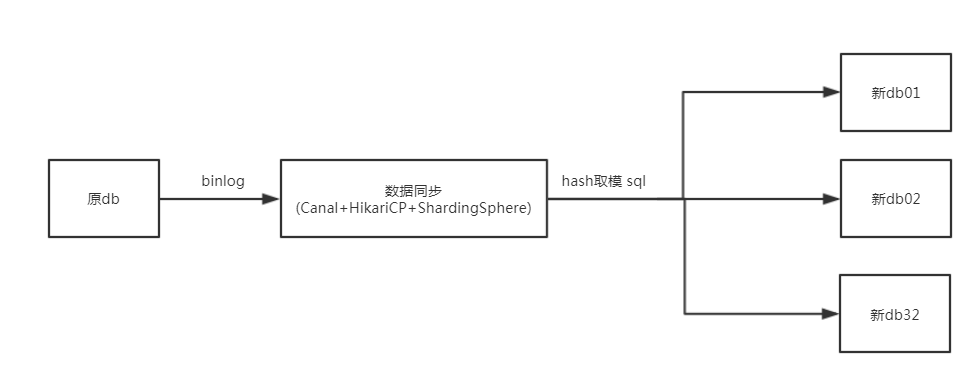 原db
binlog
数据同步
(Canal+HikariCP+ShardingSphere)
hash取模 sql
新db01
新db02
新db32